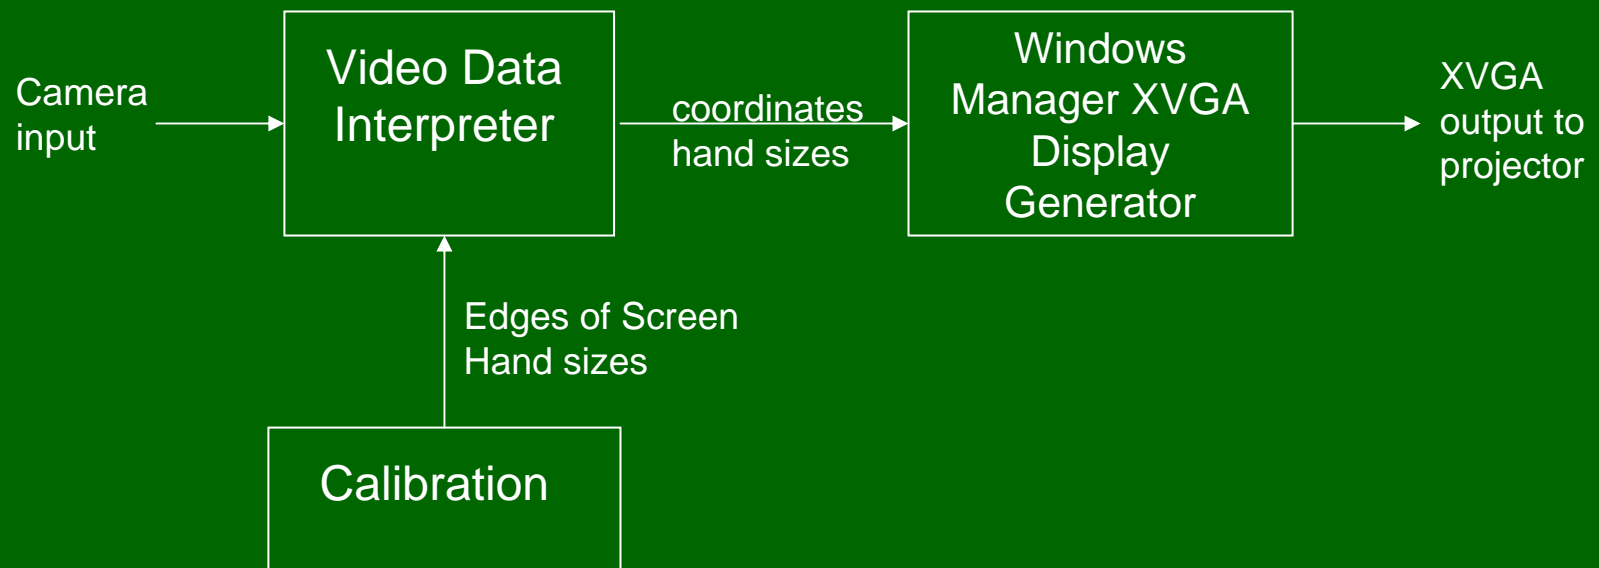 Camera
input
Video Data
Interpreter
coordinates
hand sizes
Windows
Manager XVGA
Display
Generator
XVGA
output to
projector
Edges of Screen
Hand sizes
Calibration